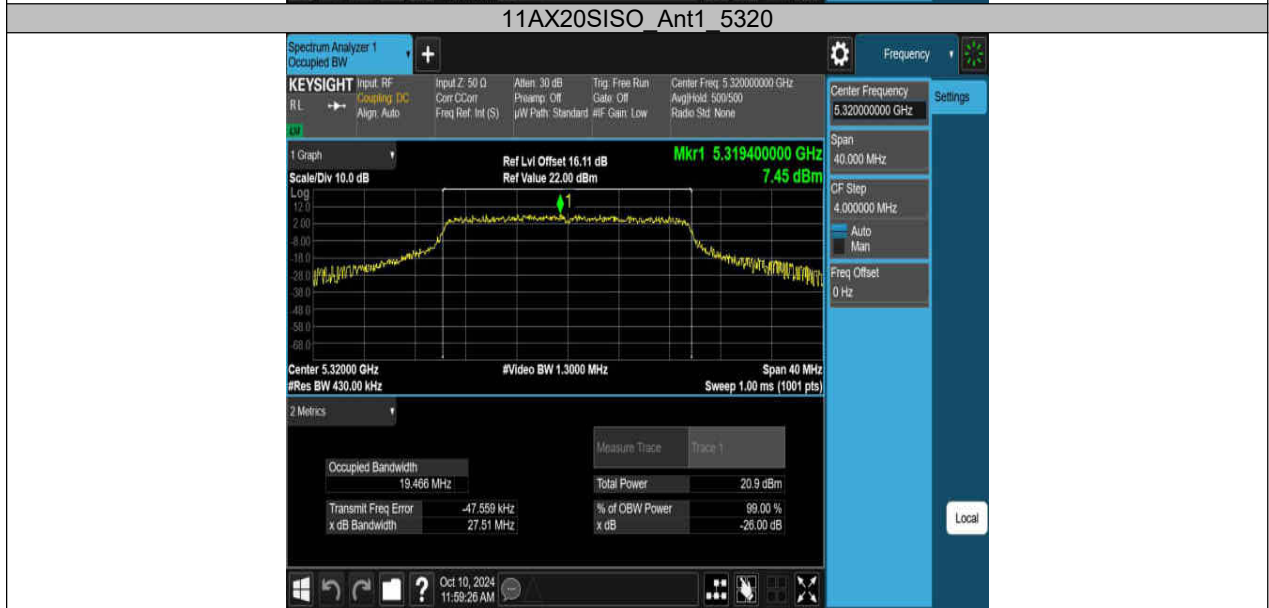 11AX20SISO_Ant1_5320
Spectrum Analyzer 1
Occupied BW
+
Frequency
KEYSIGHT
RL
Input: RF
Coupling: DC
Align: Auto
Input Z: 50 Ω
Corr CCorr
Freq Ref: Int (S)
Atten: 30 dB
Preamp: Off
µW Path: Standard
Trig: Free Run
Gate: Off
#IF Gain: Low
Center Freq: 5.320000000 GHz
Avg|Hold: 500/500
Radio Std: None
LM
Center Frequency
5.320000000 GHz
Settings
Span
40.000 MHz
CF Step
4.000000 MHz
Auto
Man
Freq Offset
0 Hz
1 Graph
Scale/Div 10.0 dB
Ref Lvl Offset 16.11 dB
Ref Value 22.00 dBm
Mkr1 5.319400000 GHz
7.45 dBm
Log
1
12.0
2.00
-8.00
-18.0
-28.0
-38.0
-48.0
-58.0
-68.0
Center 5.32000 GHz
#Res BW 430.00 kHz
#Video BW 1.3000 MHz
Span 40 MHz
Sweep 1.00 ms (1001 pts)
2 Metrics
Measure Trace Trace 1
Occupied Bandwidth
19.466 MHz
Total Power 20.9 dBm
Transmit Freq Error -47.559 kHz
% of OBW Power 99.00 %
x dB Bandwidth 27.51 MHz
x dB -26.00 dB
Local
?
Oct 10, 2024
11:59:26 AM